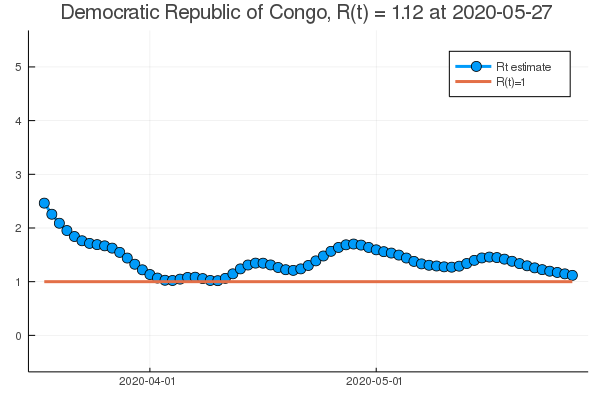 Democratic Republic of Congo, R(t) = 1.12 at 2020-05-27
5
Rt estimate
R(t)=1
4
3
2
1
0
2020-04-01
2020-05-01